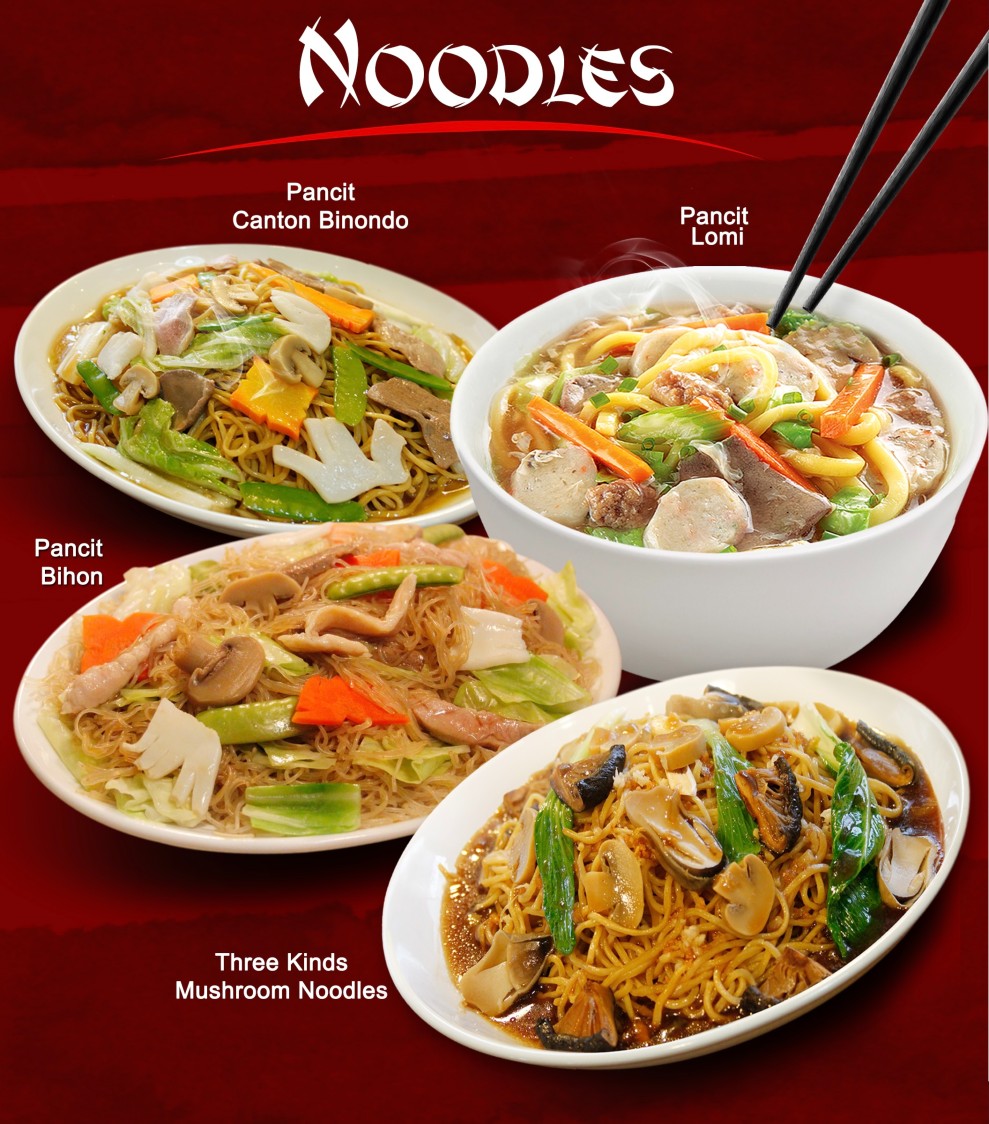 NOODLES
Pancit
Canton Binondo
Pancit
Lomi
Pancit
Bihon
Three Kinds
Mushroom Noodles